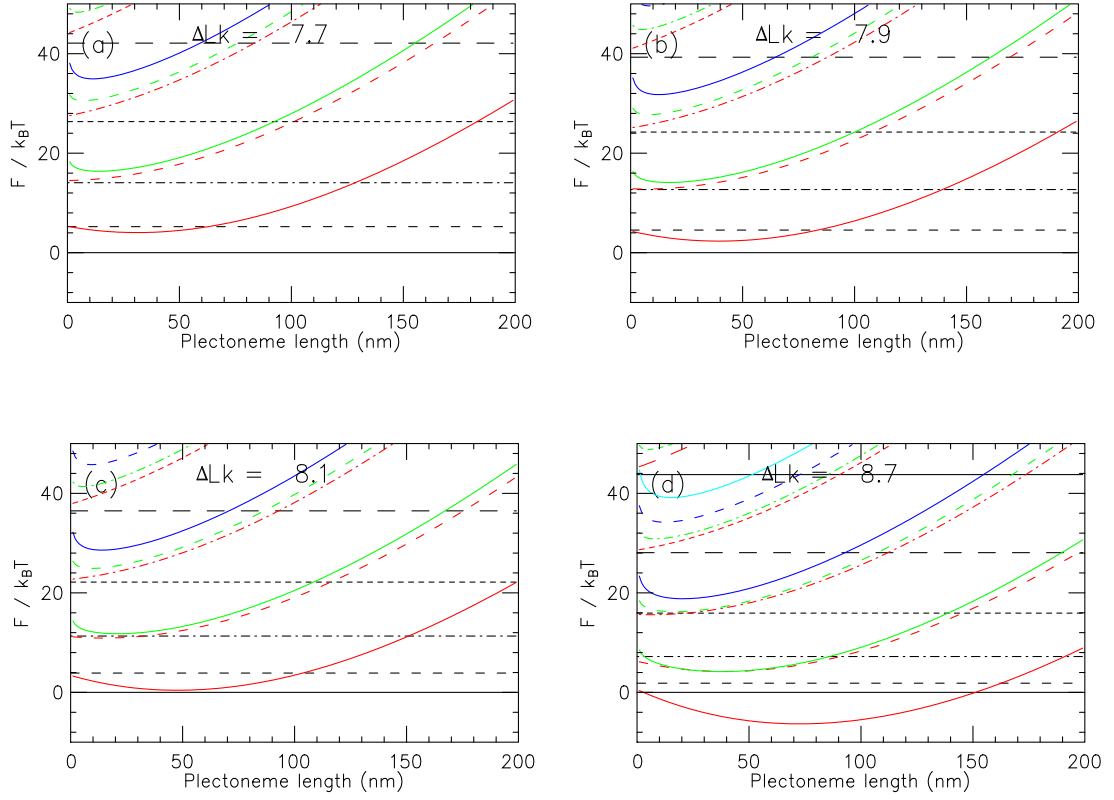 (a) ΔLk = 7.7
40
20
0
F / k_BT
0 50 100 150 200
Plectoneme length (nm)
(b) ΔLk = 7.9
40
20
0
F / k_BT
0 50 100 150 200
Plectoneme length (nm)
(c) ΔLk = 8.1
40
20
0
F / k_BT
0 50 100 150 200
Plectoneme length (nm)
(d) ΔLk = 8.7
40
20
0
F / k_BT
0 50 100 150 200
Plectoneme length (nm)